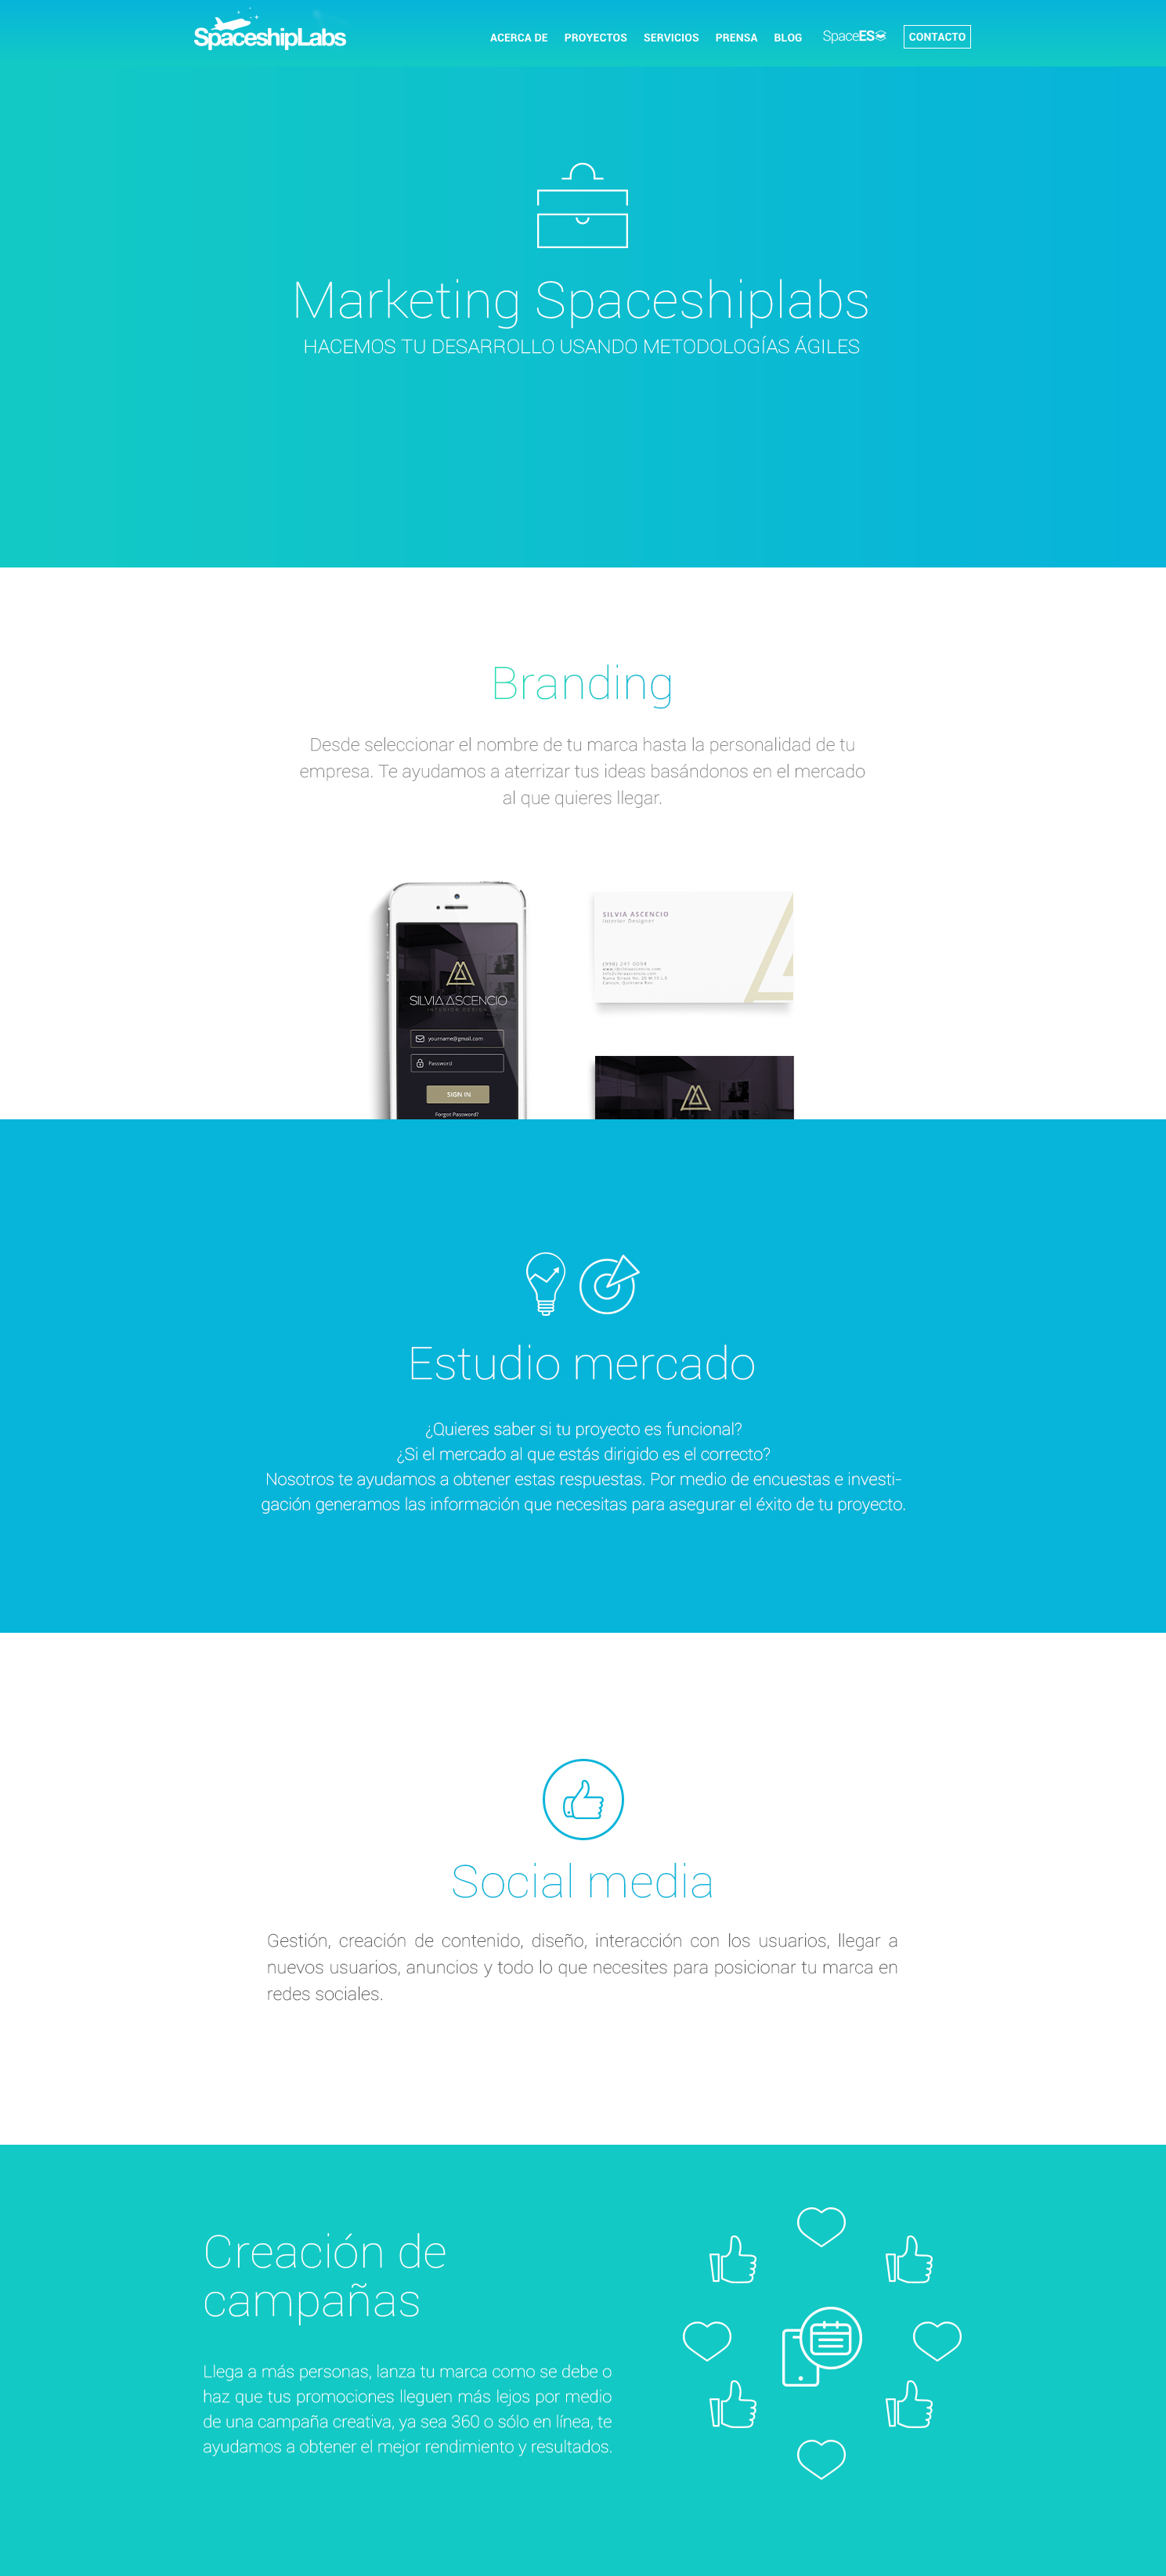 SpaceshipLabs
ACERCA DE PROYECTOS SERVICIOS PRENSA BLOG SpaceES CONTACTO
Marketing Spaceshiplabs
HACEMOS TU DESARROLLO USANDO METODOLOGÍAS ÁGILES
Branding
Desde seleccionar el nombre de tu marca hasta la personalidad de tu
empresa. Te ayudamos a aterrizar tus ideas basándonos en el mercado
al que quieres llegar.
SILVIA ASCENCIO
INTERIOR DESIGN
yourname@gmail.com
Password
SIGN IN
Forgot Password?
SILVIA ASCENCIO
Interior Designer
(998) 241 0094
Estudio mercado
¿Quieres saber si tu proyecto es funcional?
¿Si el mercado al que estás dirigido es el correcto?
Nosotros te ayudamos a obtener estas respuestas. Por medio de encuestas e investi-
gación generamos las información que necesitas para asegurar el éxito de tu proyecto.
Social media
Gestión, creación de contenido, diseño, interacción con los usuarios, llegar a
nuevos usuarios, anuncios y todo lo que necesites para posicionar tu marca en
redes sociales.
Creación de
campañas
Llega a más personas, lanza tu marca como se debe o
haz que tus promociones lleguen más lejos por medio
de una campaña creativa, ya sea 360 o sólo en línea, te
ayudamos a obtener el mejor rendimiento y resultados.